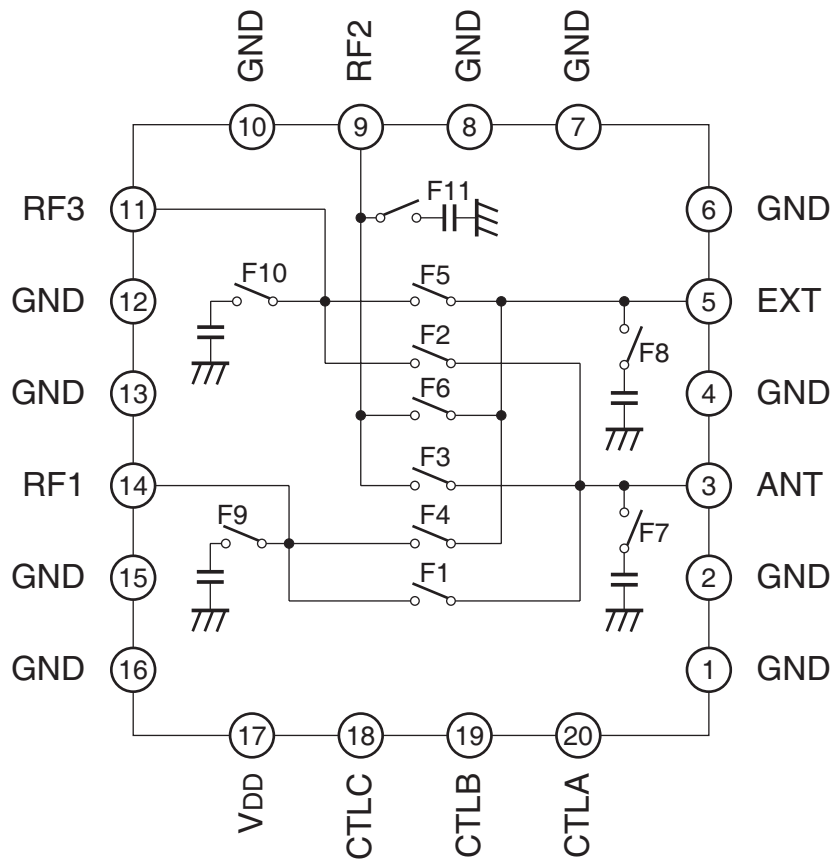 GND
RF2
GND
GND
10
9
8
7
RF3
11
F11
6
GND
GND
12
F10
F5
5
EXT
F2
F8
GND
13
F6
4
GND
RF1
14
F3
3
ANT
F9
F4
F7
GND
15
F1
2
GND
GND
16
1
GND
17
18
19
20
VDD
CTLC
CTLB
CTLA